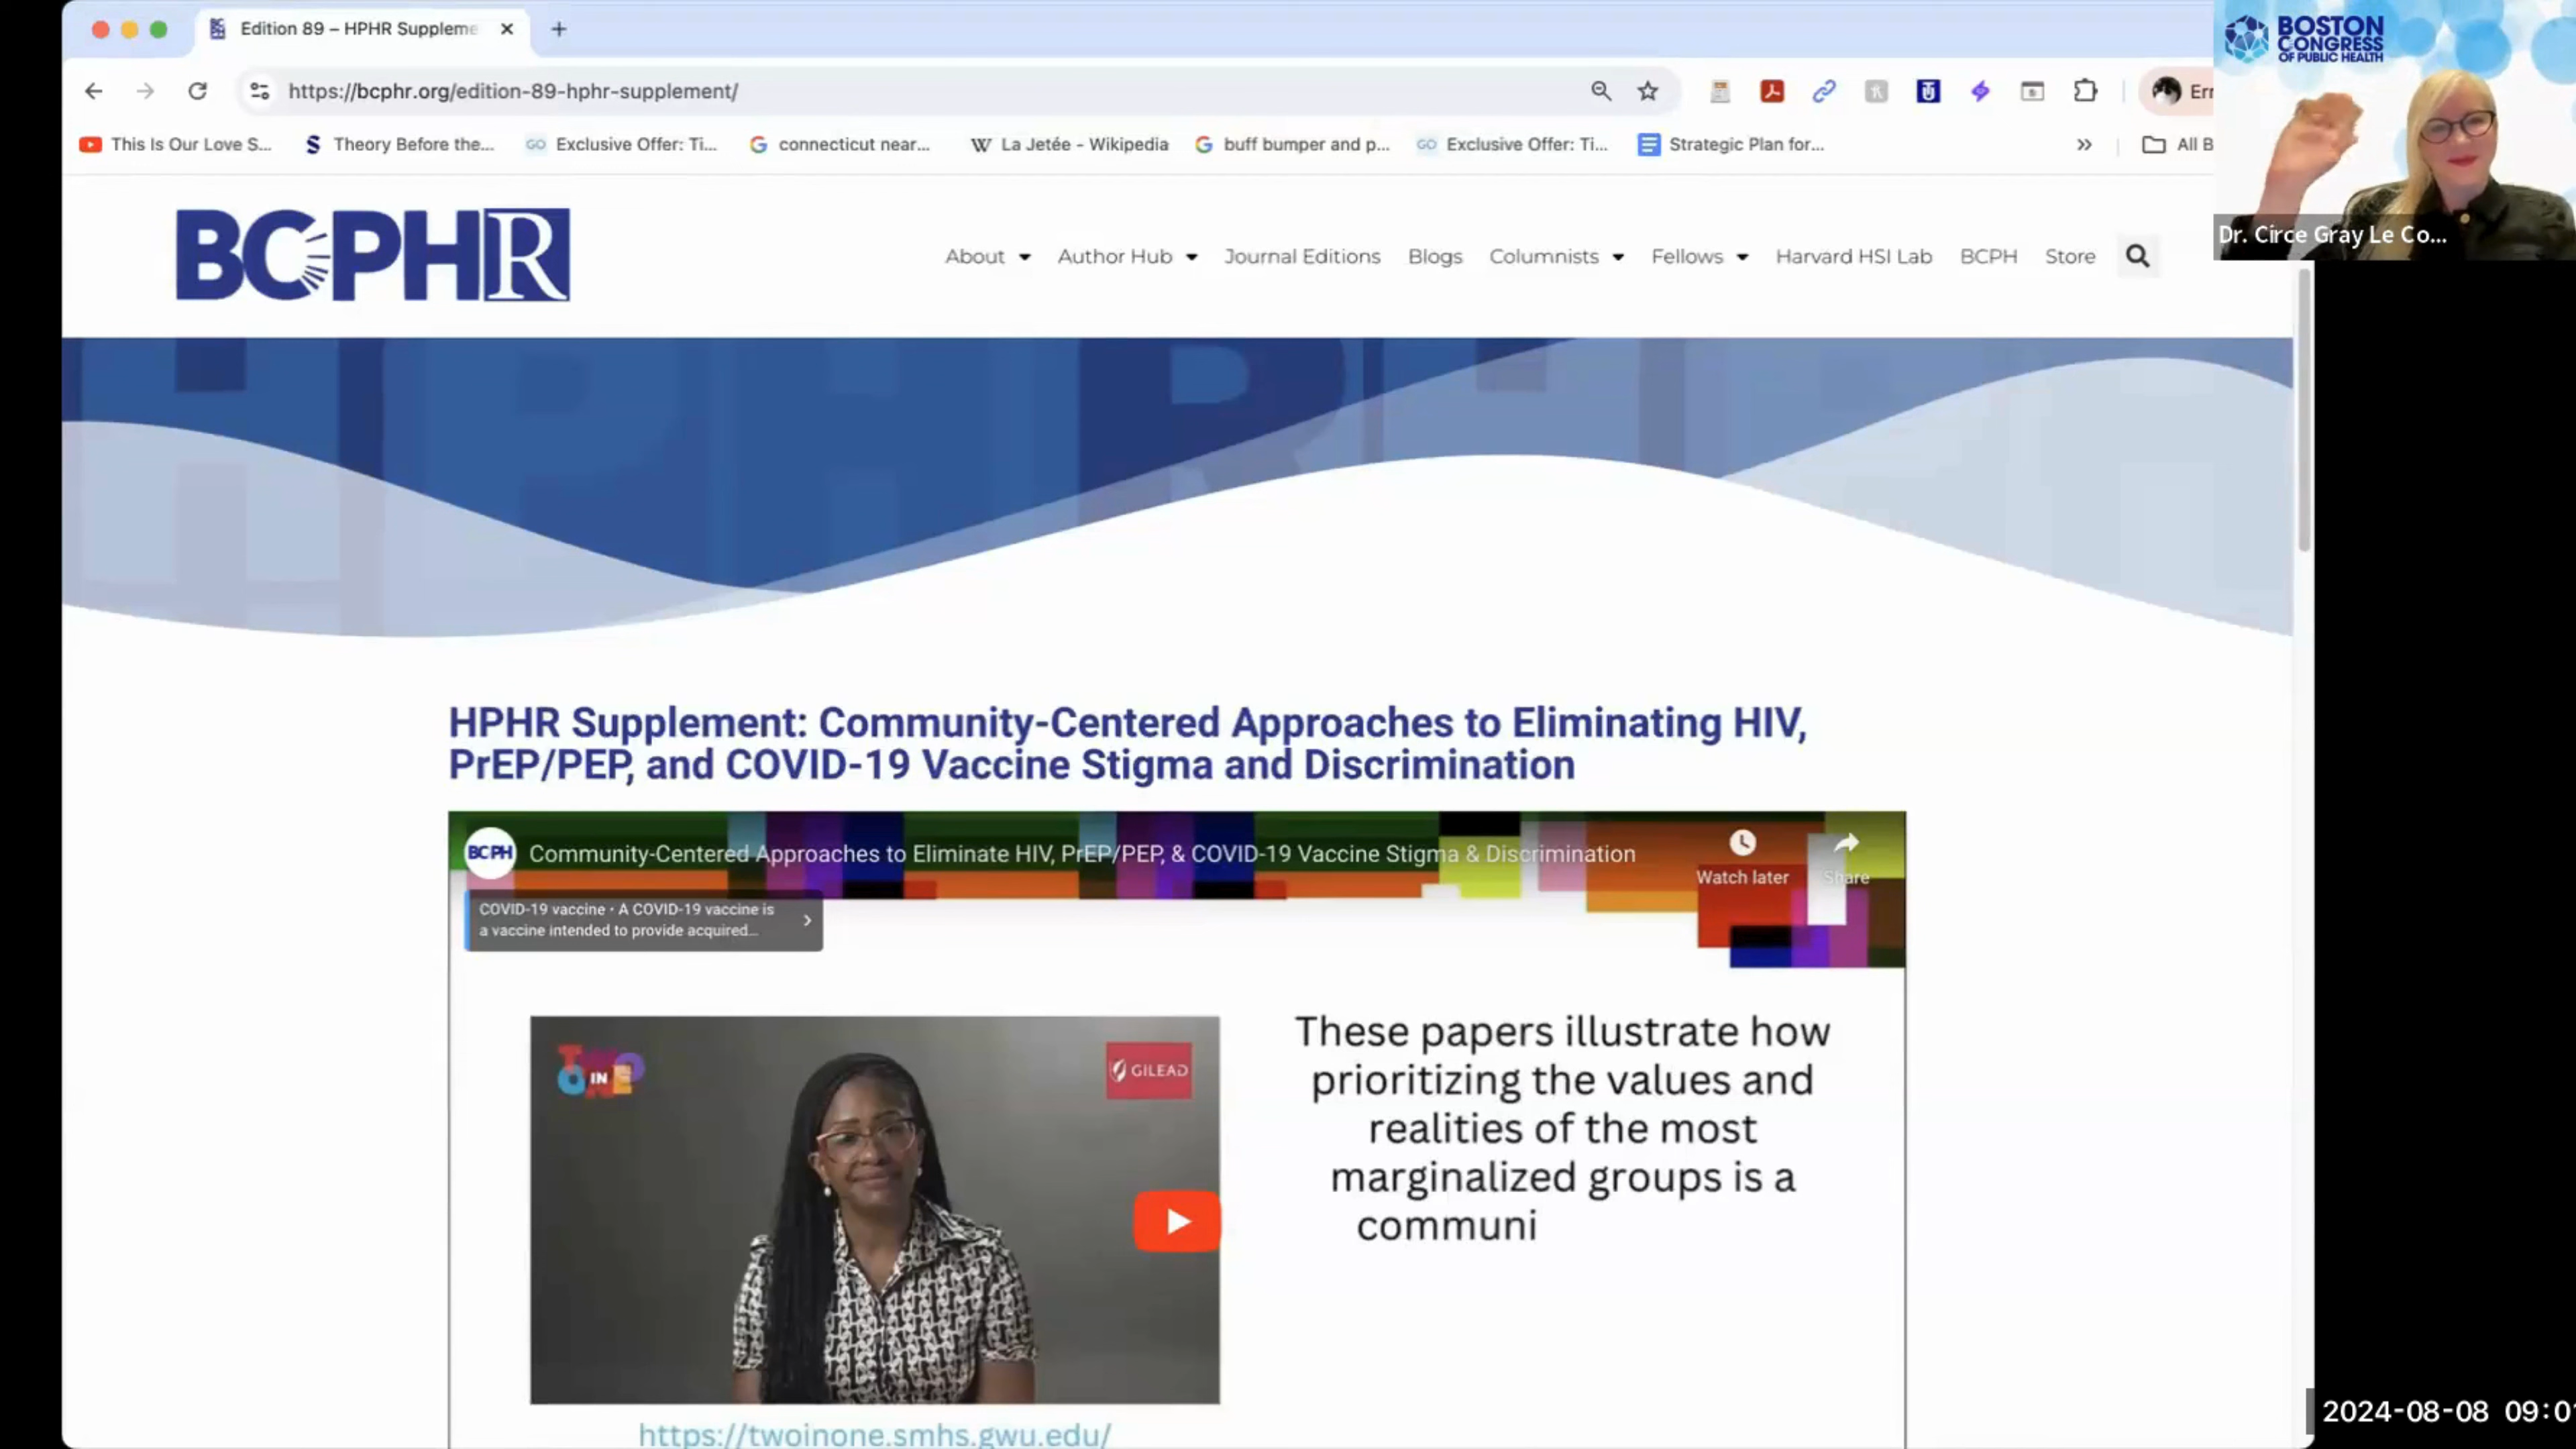 Edition 89 – HPHR Suppleme
https://bcphr.org/edition-89-hphr-supplement/
Err
This Is Our Love S...
Theory Before the...
GO Exclusive Offer: Ti...
connecticut near...
W La Jetée - Wikipedia
buff bumper and p...
GO Exclusive Offer: Ti...
Strategic Plan for...
All B
BOSTON
CONGRESS
OF PUBLIC HEALTH
Dr. Circe Gray Le Co...
BCPHR
About
Author Hub
Journal Editions
Blogs
Columnists
Fellows
Harvard HSI Lab
BCPH
Store
HPHR
HPHR Supplement: Community-Centered Approaches to Eliminating HIV,
PrEP/PEP, and COVID-19 Vaccine Stigma and Discrimination
BCPH
Community-Centered Approaches to Eliminate HIV, PrEP/PEP, & COVID-19 Vaccine Stigma & Discrimination
Watch later
Share
COVID-19 vaccine • A COVID-19 vaccine is
a vaccine intended to provide acquired...
TWO
IN
ONE
GILEAD
These papers illustrate how
prioritizing the values and
realities of the most
marginalized groups is a
communi
https://twoinone.smhs.gwu.edu/
2024-08-08 09:0